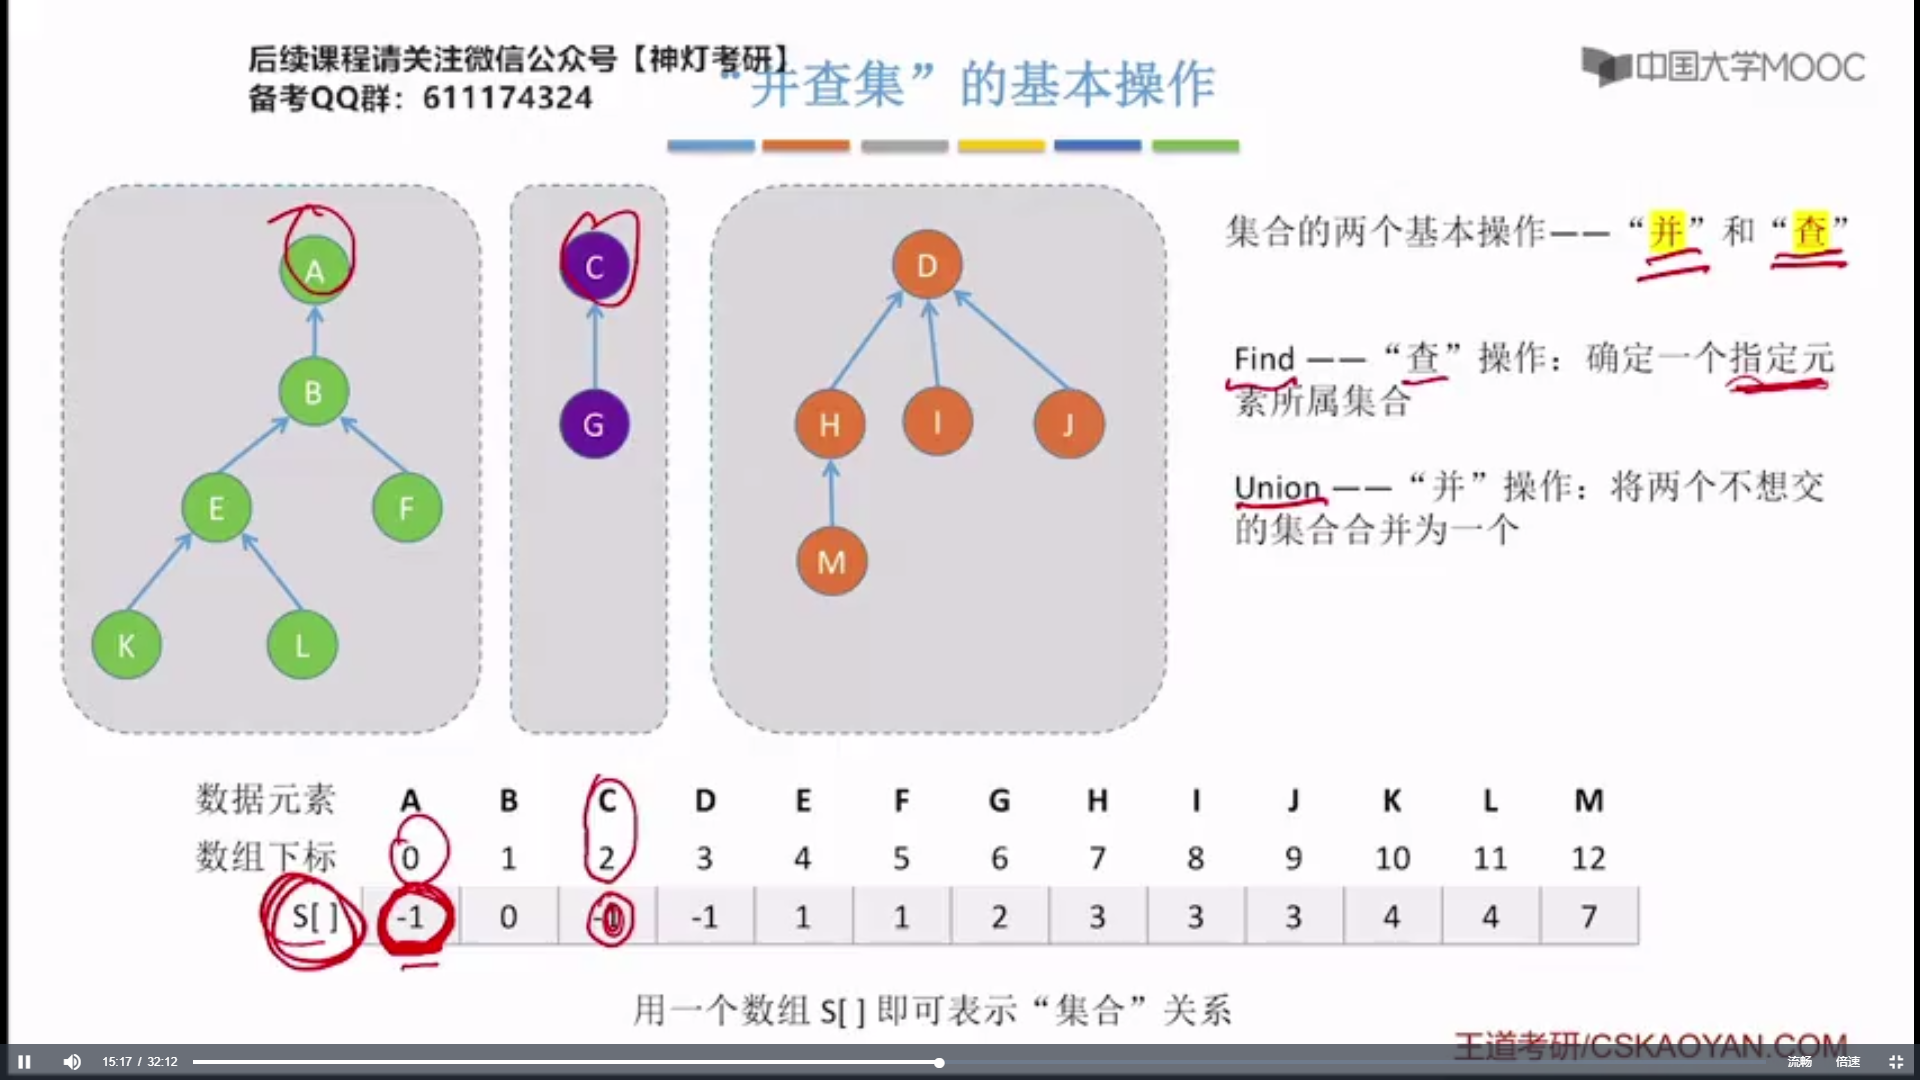 后续课程请关注微信公众号【神灯考研】
备考QQ群：611174324
“并查集”的基本操作
中国大学MOOC
A
B
E
F
K
L
C
G
D
H
I
J
M
集合的两个基本操作——“并”和“查”
Find ——“查”操作：确定一个指定元
素所属集合
Union ——“并”操作：将两个不想交
的集合合并为一个
数据元素 A B C D E F G H I J K L M
数组下标 0 1 2 3 4 5 6 7 8 9 10 11 12
S[ ] -1 0 -1 -1 1 1 2 3 3 3 4 4 7
用一个数组 S[ ] 即可表示“集合”关系
王道考研/CSKAOYAN.COM
15:17 / 32:12
流畅 倍速